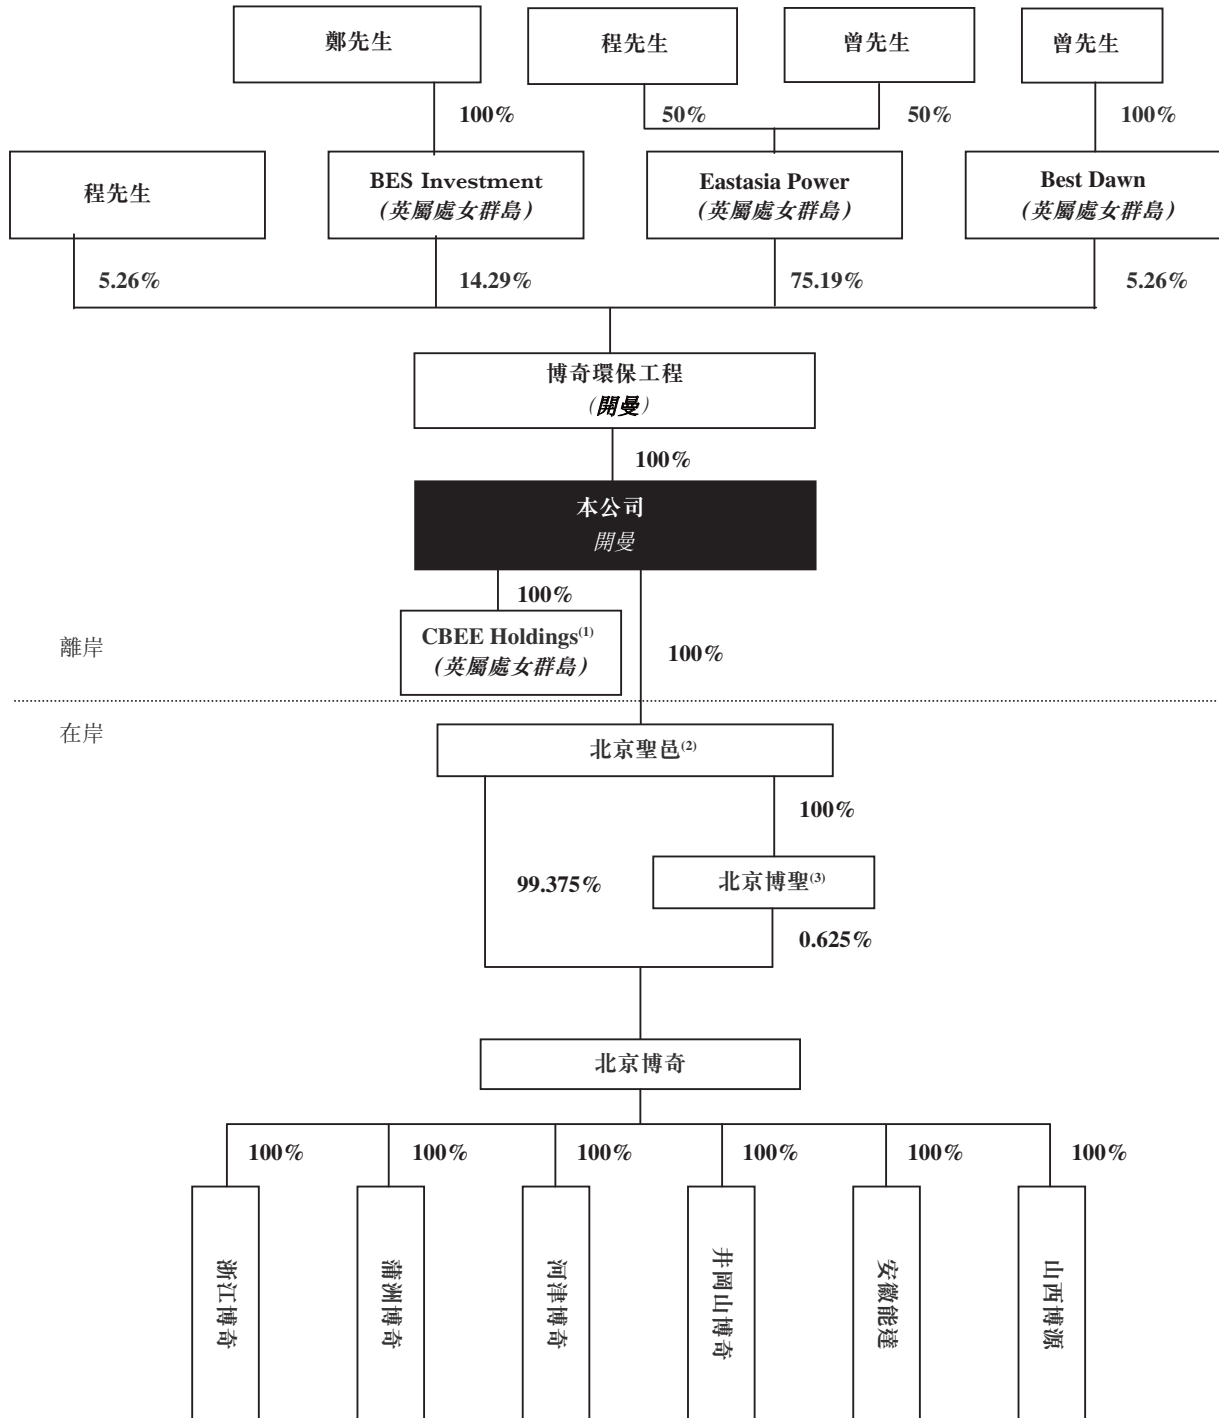 鄭先生
程先生
曾先生
曾先生
100%
50%
50%
100%
程先生
BES Investment
(英屬處女群島)
Eastasia Power
(英屬處女群島)
Best Dawn
(英屬處女群島)
5.26%
14.29%
75.19%
5.26%
博奇環保工程
(開曼)
100%
本公司
開曼
100%
CBEE Holdings(1)
(英屬處女群島)
100%
離岸
在岸
北京聖邑(2)
100%
99.375%
北京博聖(3)
0.625%
北京博奇
100%
100%
100%
100%
100%
100%
浙江博奇
蒲洲博奇
河津博奇
井岡山博奇
安徽能達
山西博源